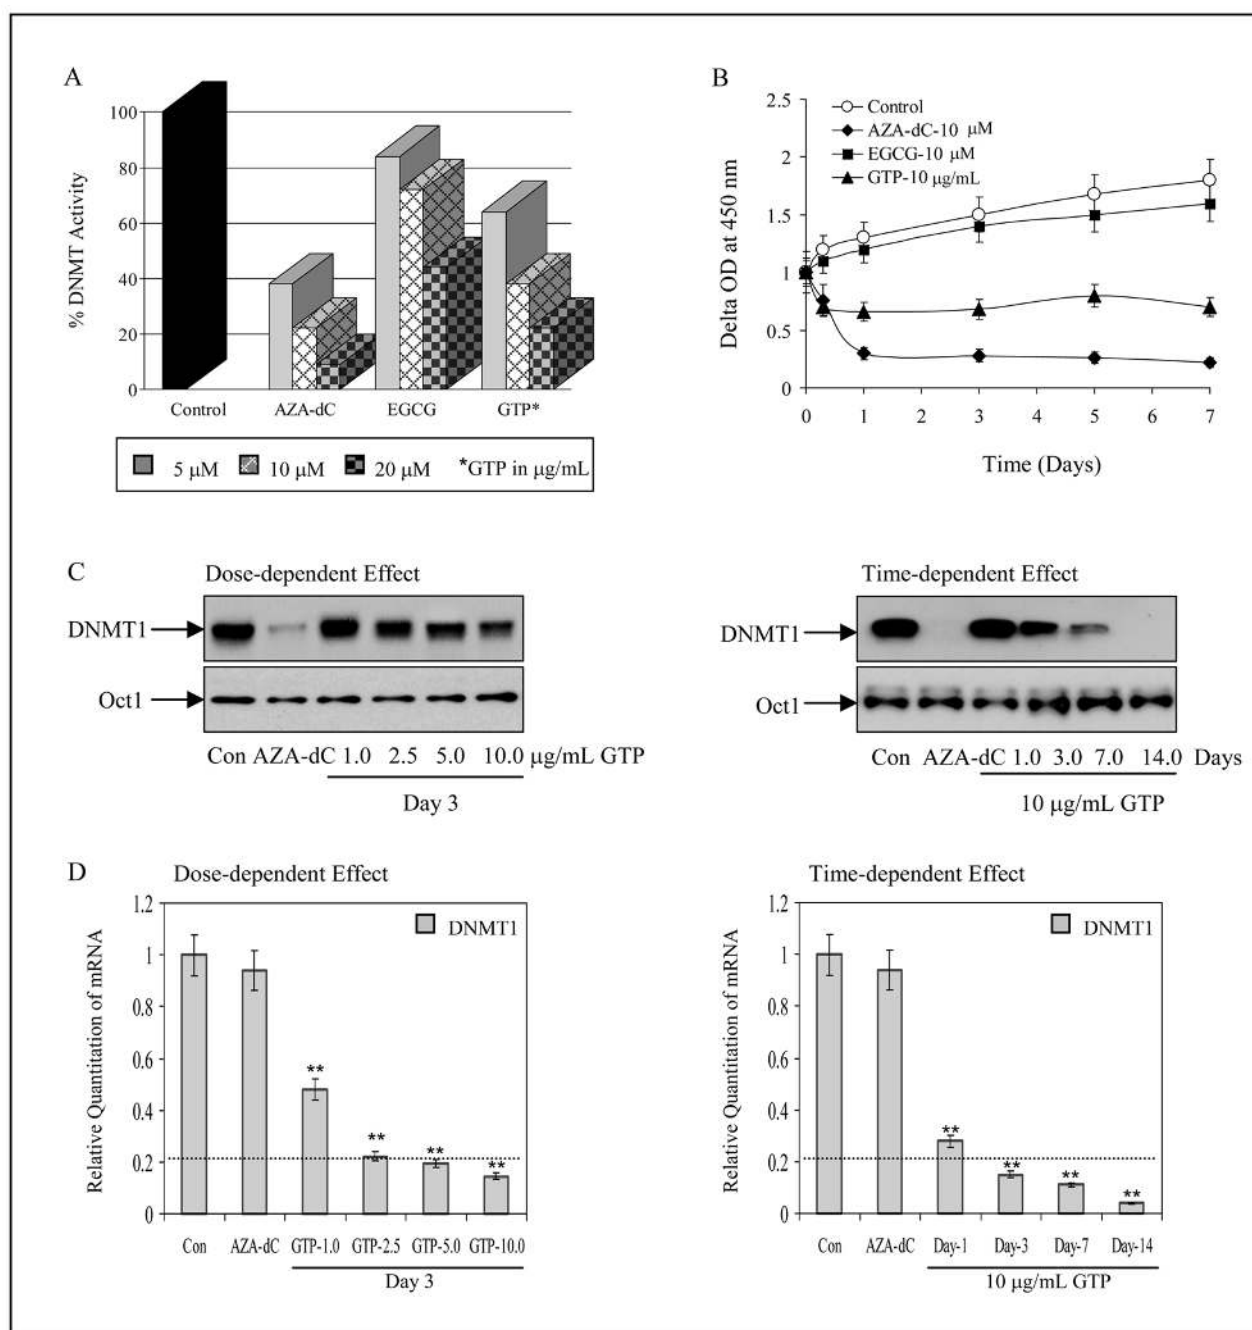 A
% DNMT Activity
100
80
60
40
20
0
Control AZA-dC EGCG GTP*
5 μM 10 μM 20 μM *GTP in μg/mL
B
Delta OD at 450 nm
2.5
2
1.5
1
0.5
0
Control
AZA-dC-10 μM
EGCG-10 μM
GTP-10 μg/mL
0 1 2 3 4 5 6 7
Time (Days)
C
Dose-dependent Effect
DNMT1
Oct1
Con AZA-dC 1.0 2.5 5.0 10.0 μg/mL GTP
Day 3
Time-dependent Effect
DNMT1
Oct1
Con AZA-dC 1.0 3.0 7.0 14.0 Days
10 μg/mL GTP
D
Dose-dependent Effect
Relative Quantitation of mRNA
1.2
1
0.8
0.6
0.4
0.2
0
DNMT1
**
**
**
**
Con AZA-dC GTP-1.0 GTP-2.5 GTP-5.0 GTP-10.0
Day 3
Time-dependent Effect
Relative Quantitation of mRNA
1.2
1
0.8
0.6
0.4
0.2
0
DNMT1
**
**
**
**
Con AZA-dC Day-1 Day-3 Day-7 Day-14
10 μg/mL GTP